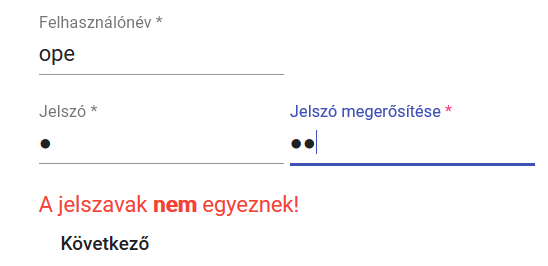 Felhasználónév *
ope
Jelszó * Jelszó megerősítése *
● ●●
A jelszavak nem egyeznek!
Következő